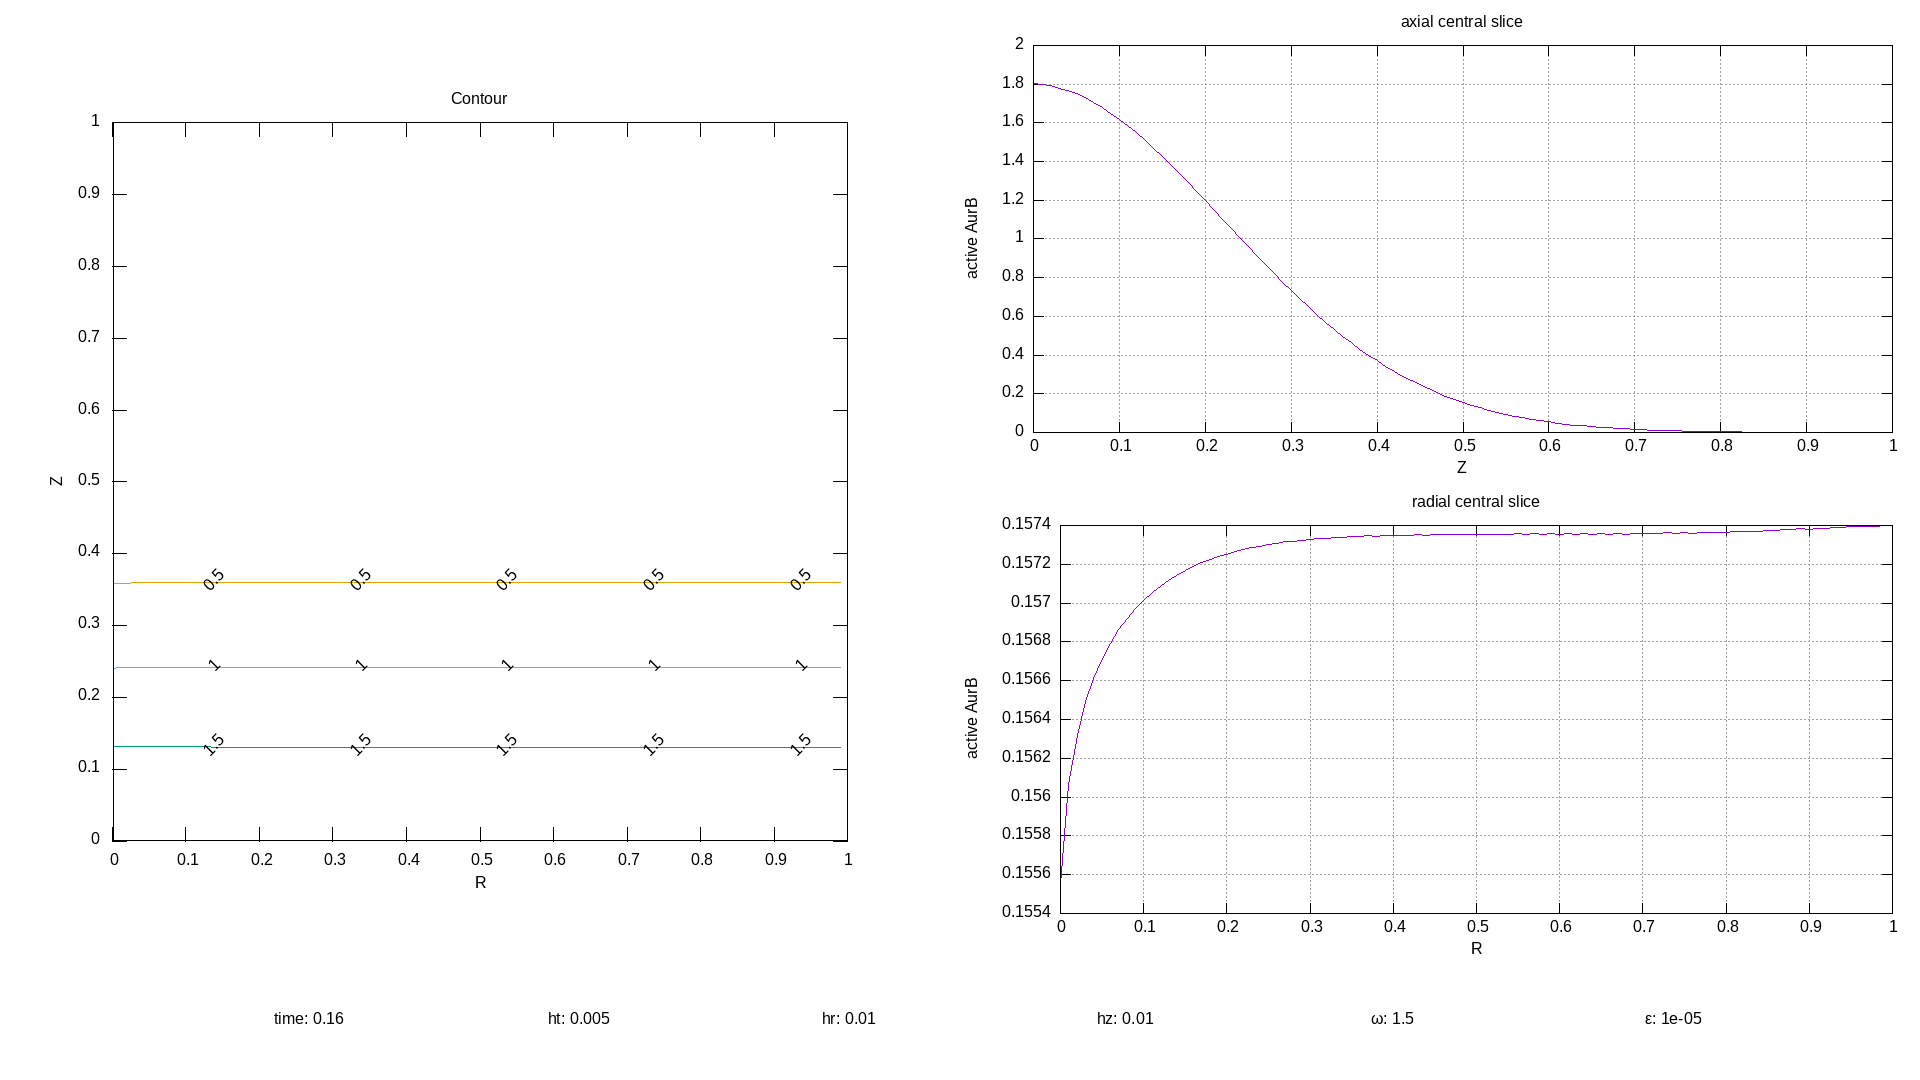 Contour
1
0.9
0.8
0.7
0.6
0.5
0.4
0.3
0.2
0.1
0
Z
0.5 0.5 0.5 0.5 0.5
1 1 1 1 1
1.5 1.5 1.5 1.5 1.5
0 0.1 0.2 0.3 0.4 0.5 0.6 0.7 0.8 0.9 1
R
axial central slice
2
1.8
1.6
1.4
1.2
1
0.8
0.6
0.4
0.2
0
active AurB
0 0.1 0.2 0.3 0.4 0.5 0.6 0.7 0.8 0.9 1
Z
radial central slice
0.1574
0.1572
0.157
0.1568
0.1566
0.1564
0.1562
0.156
0.1558
0.1556
0.1554
active AurB
0 0.1 0.2 0.3 0.4 0.5 0.6 0.7 0.8 0.9 1
R
time: 0.16 ht: 0.005 hr: 0.01 hz: 0.01 ω: 1.5 ε: 1e-05